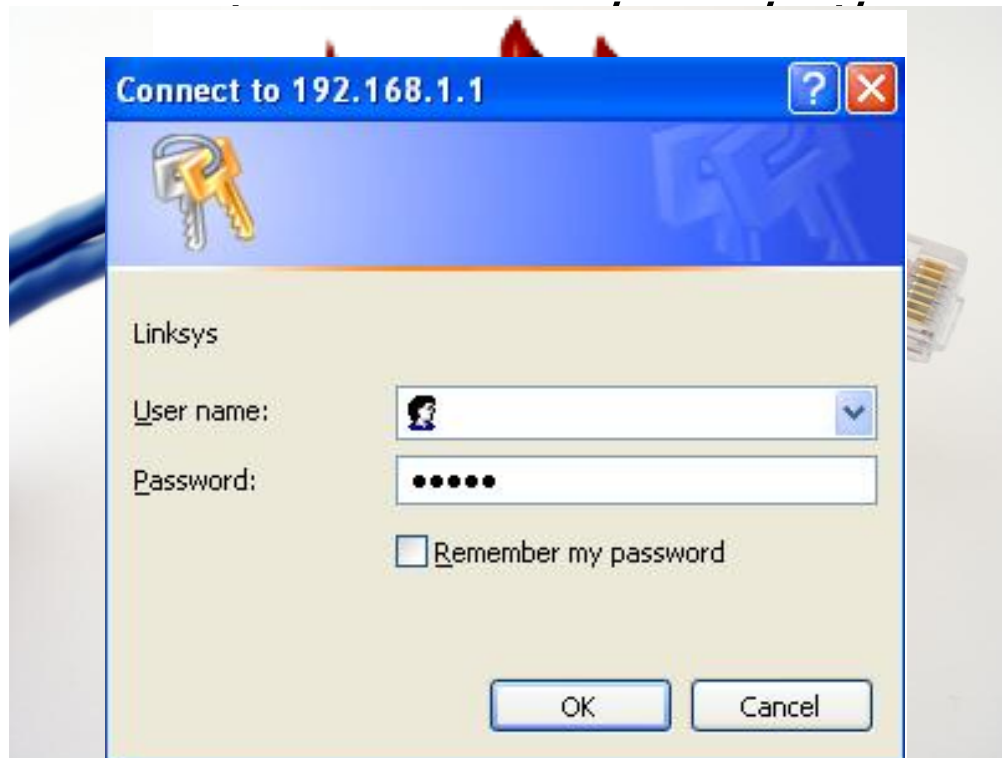 Connect to 192.168.1.1
Linksys
User name:
Password:
Remember my password
OK
Cancel